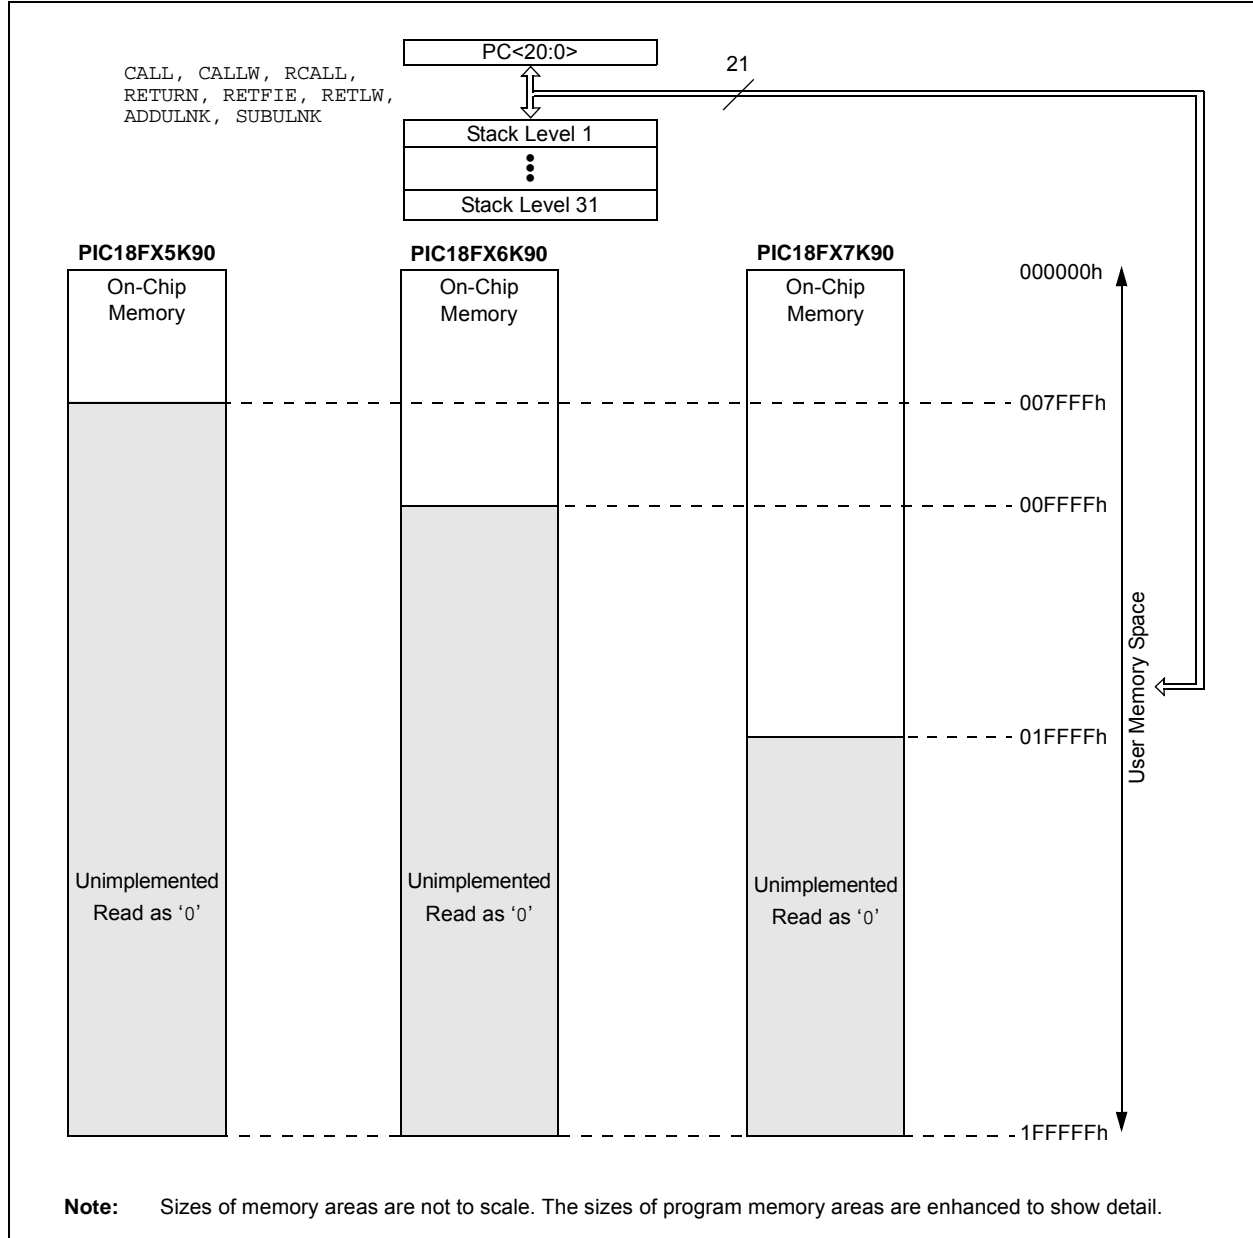 PC<20:0>
21
CALL, CALLW, RCALL,
RETURN, RETFIE, RETLW,
ADDULNK, SUBULNK
Stack Level 1
Stack Level 31
PIC18FX5K90
PIC18FX6K90
PIC18FX7K90
On-Chip
Memory
On-Chip
Memory
On-Chip
Memory
000000h
007FFFh
00FFFFh
01FFFFh
User Memory Space
Unimplemented
Read as ‘0’
Unimplemented
Read as ‘0’
Unimplemented
Read as ‘0’
1FFFFFh
Note: Sizes of memory areas are not to scale. The sizes of program memory areas are enhanced to show detail.